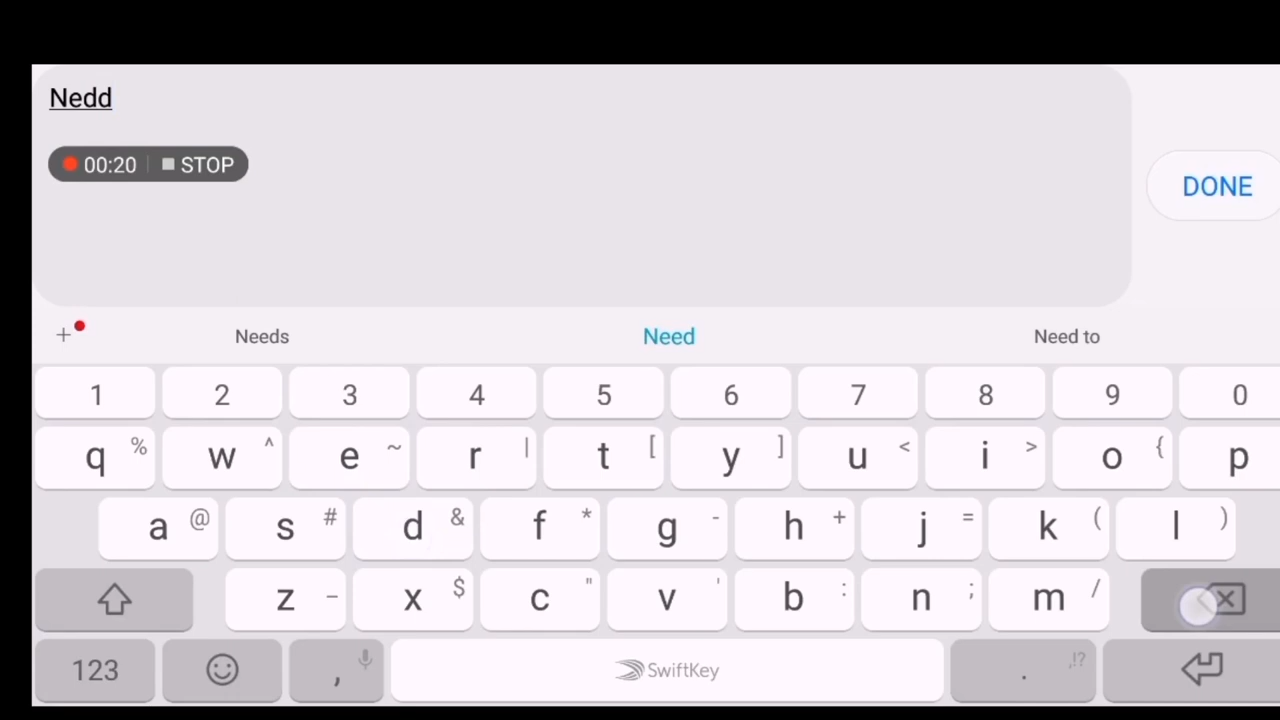 Nedd
00:20 STOP
DONE
+ Needs Need Need to
1 2 3 4 5 6 7 8 9 0
q % w ^ e ~ r | t [ y ] u < i > o { p
a @ s # d & f * g - h + j = k ( l )
z _ x $ c " v ' b : n ; m /
123 , SwiftKey . ,!?